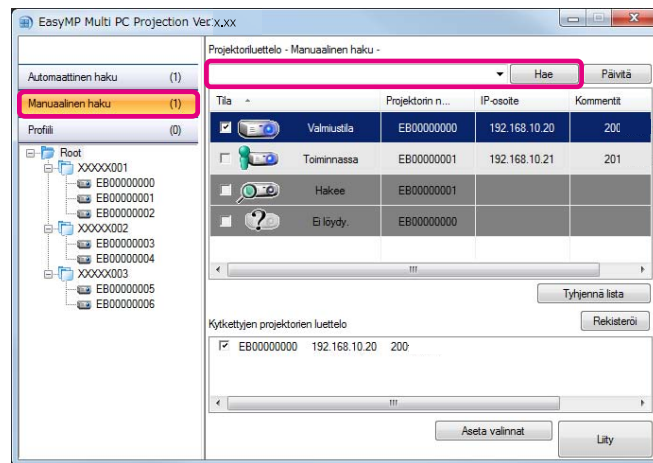 EasyMP Multi PC Projection Ver.x.xx
Projektoriluettelo - Manuaalinen haku -
Automaattinen haku (1)
Hae
Päivitä
Manuaalinen haku (1)
Profiili (0)
Tila Projektorin n... IP-osoite Kommentit
Valmiustila EB00000000 192.168.10.20 200
Toiminnassa EB00000001 192.168.10.21 201
Hakee EB00000001
Ei löydy. EB00000000
Root
XXXXX001
EB00000000
EB00000001
EB00000002
XXXXX002
EB00000003
EB00000004
XXXXX003
EB00000005
EB00000006
Tyhjennä lista
Kytkettyjen projektorien luettelo
Rekisteröi
EB00000000 192.168.10.20 200
Aseta valinnat
Liity